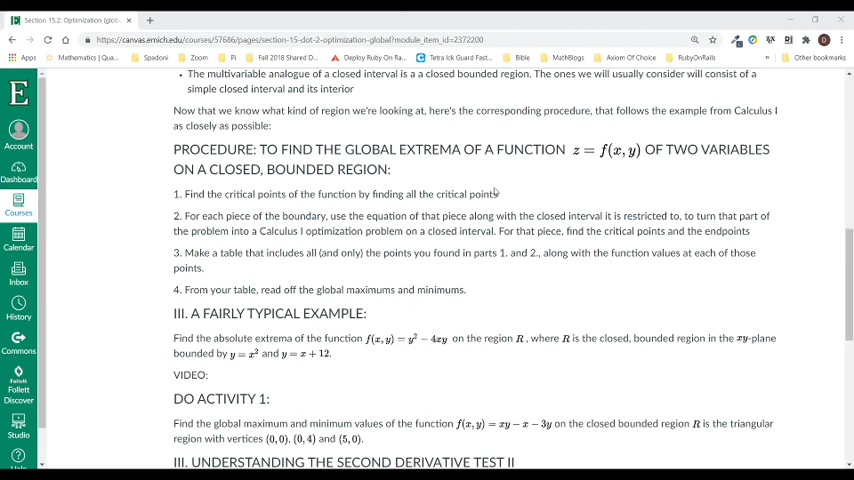 Section 15.2: Optimization (glob
https://canvas.emich.edu/courses/57686/pages/section-15-dot-2-optimization-global?module_item_id=2372200
Apps Mathematics | Qua... Spadoni Zoom Pi Fall 2018 Shared D... Deploy Ruby On Ra... Tetra Ick Guard Fast... Bible MathBlogs Axiom Of Choice RubyOnRails » Other bookmarks
E
Account
Dashboard
Courses
Calendar
Inbox
History
Commons
Follett
Discover
Studio
Help
• The multivariable analogue of a closed interval is a a closed bounded region. The ones we will usually consider will consist of a
simple closed interval and its interior
Now that we know what kind of region we're looking at, here's the corresponding procedure, that follows the example from Calculus I
as closely as possible:
PROCEDURE: TO FIND THE GLOBAL EXTREMA OF A FUNCTION z = f(x, y) OF TWO VARIABLES
ON A CLOSED, BOUNDED REGION:
1. Find the critical points of the function by finding all the critical points
2. For each piece of the boundary, use the equation of that piece along with the closed interval it is restricted to, to turn that part of
the problem into a Calculus I optimization problem on a closed interval. For that piece, find the critical points and the endpoints
3. Make a table that includes all (and only) the points you found in parts 1. and 2., along with the function values at each of those
points.
4. From your table, read off the global maximums and minimums.
III. A FAIRLY TYPICAL EXAMPLE:
Find the absolute extrema of the function f(x, y) = y² − 4xy on the region R , where R is the closed, bounded region in the xy-plane
bounded by y = x² and y = x + 12.
VIDEO:
DO ACTIVITY 1:
Find the global maximum and minimum values of the function f(x, y) = xy − x − 3y on the closed bounded region R is the triangular
region with vertices (0, 0), (0, 4) and (5, 0).
III. UNDERSTANDING THE SECOND DERIVATIVE TEST II